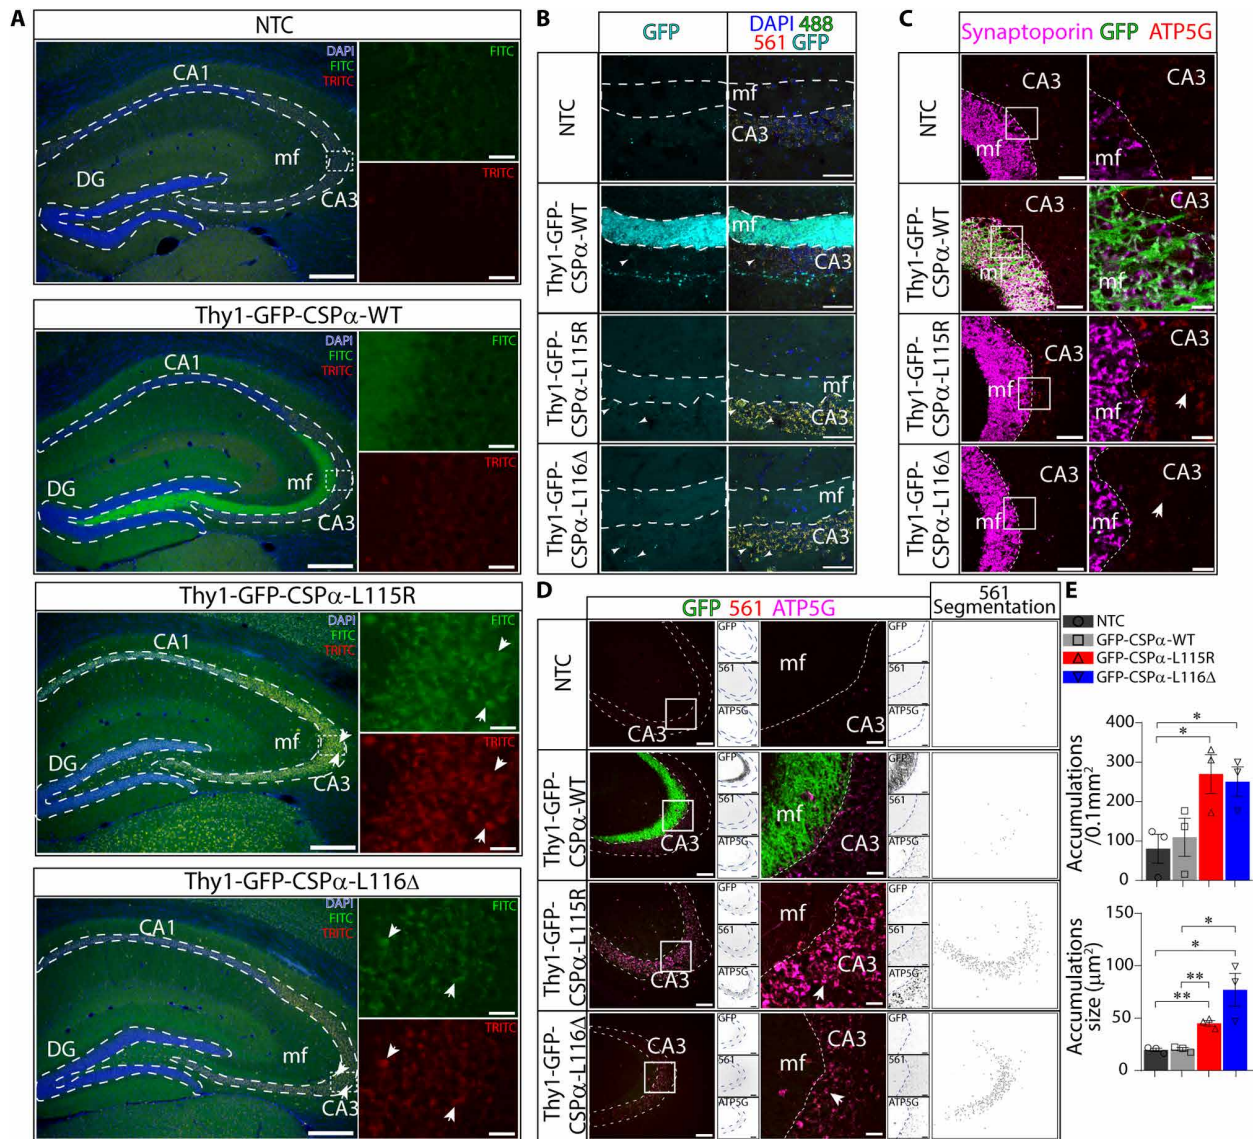 A
NTC
DAPI
FITC
TRITC
CA1
mf
DG
CA3
FITC
TRITC
Thy1-GFP-CSPα-WT
DAPI
FITC
TRITC
CA1
mf
DG
CA3
FITC
TRITC
Thy1-GFP-CSPα-L115R
DAPI
FITC
TRITC
CA1
mf
DG
CA3
FITC
TRITC
Thy1-GFP-CSPα-L116Δ
DAPI
FITC
TRITC
CA1
mf
DG
CA3
FITC
TRITC
B
GFP
DAPI 488
561 GFP
NTC
mf
CA3
Thy1-GFP-
CSPα-WT
mf
CA3
Thy1-GFP-
CSPα-L115R
mf
CA3
Thy1-GFP-
CSPα-L116Δ
mf
CA3
C
Synaptoporin GFP ATP5G
NTC
CA3
mf
CA3
mf
Thy1-GFP-
CSPα-WT
CA3
mf
CA3
mf
Thy1-GFP-
CSPα-L115R
CA3
mf
CA3
mf
Thy1-GFP-
CSPα-L116Δ
CA3
mf
CA3
mf
D
GFP 561 ATP5G
561
Segmentation
NTC
CA3
GFP
561
ATP5G
mf
CA3
GFP
561
ATP5G
Thy1-GFP-
CSPα-WT
CA3
GFP
561
ATP5G
mf
CA3
GFP
561
ATP5G
Thy1-GFP-
CSPα-L115R
CA3
GFP
561
ATP5G
mf
CA3
GFP
561
ATP5G
Thy1-GFP-
CSPα-L116Δ
CA3
GFP
561
ATP5G
mf
CA3
GFP
561
ATP5G
E
NTC
GFP-CSPα-WT
GFP-CSPα-L115R
GFP-CSPα-L116Δ
Accumulations
/0.1mm²
400
300
200
100
0
*
*
Accumulations
size (μm²)
150
100
50
0
*
*
**
**